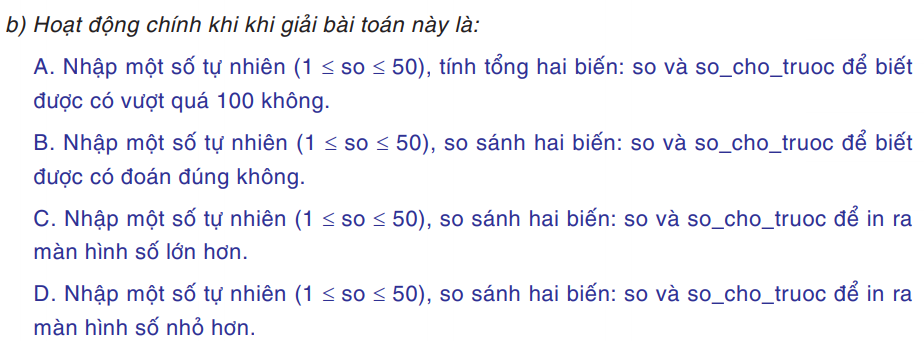 b) Hoạt động chính khi khi giải bài toán này là:
A. Nhập một số tự nhiên (1 ≤ so ≤ 50), tính tổng hai biến: so và so_cho_truoc để biết
được có vượt quá 100 không.
B. Nhập một số tự nhiên (1 ≤ so ≤ 50), so sánh hai biến: so và so_cho_truoc để biết
được có đoán đúng không.
C. Nhập một số tự nhiên (1 ≤ so ≤ 50), so sánh hai biến: so và so_cho_truoc để in ra
màn hình số lớn hơn.
D. Nhập một số tự nhiên (1 ≤ so ≤ 50), so sánh hai biến: so và so_cho_truoc để in ra
màn hình số nhỏ hơn.